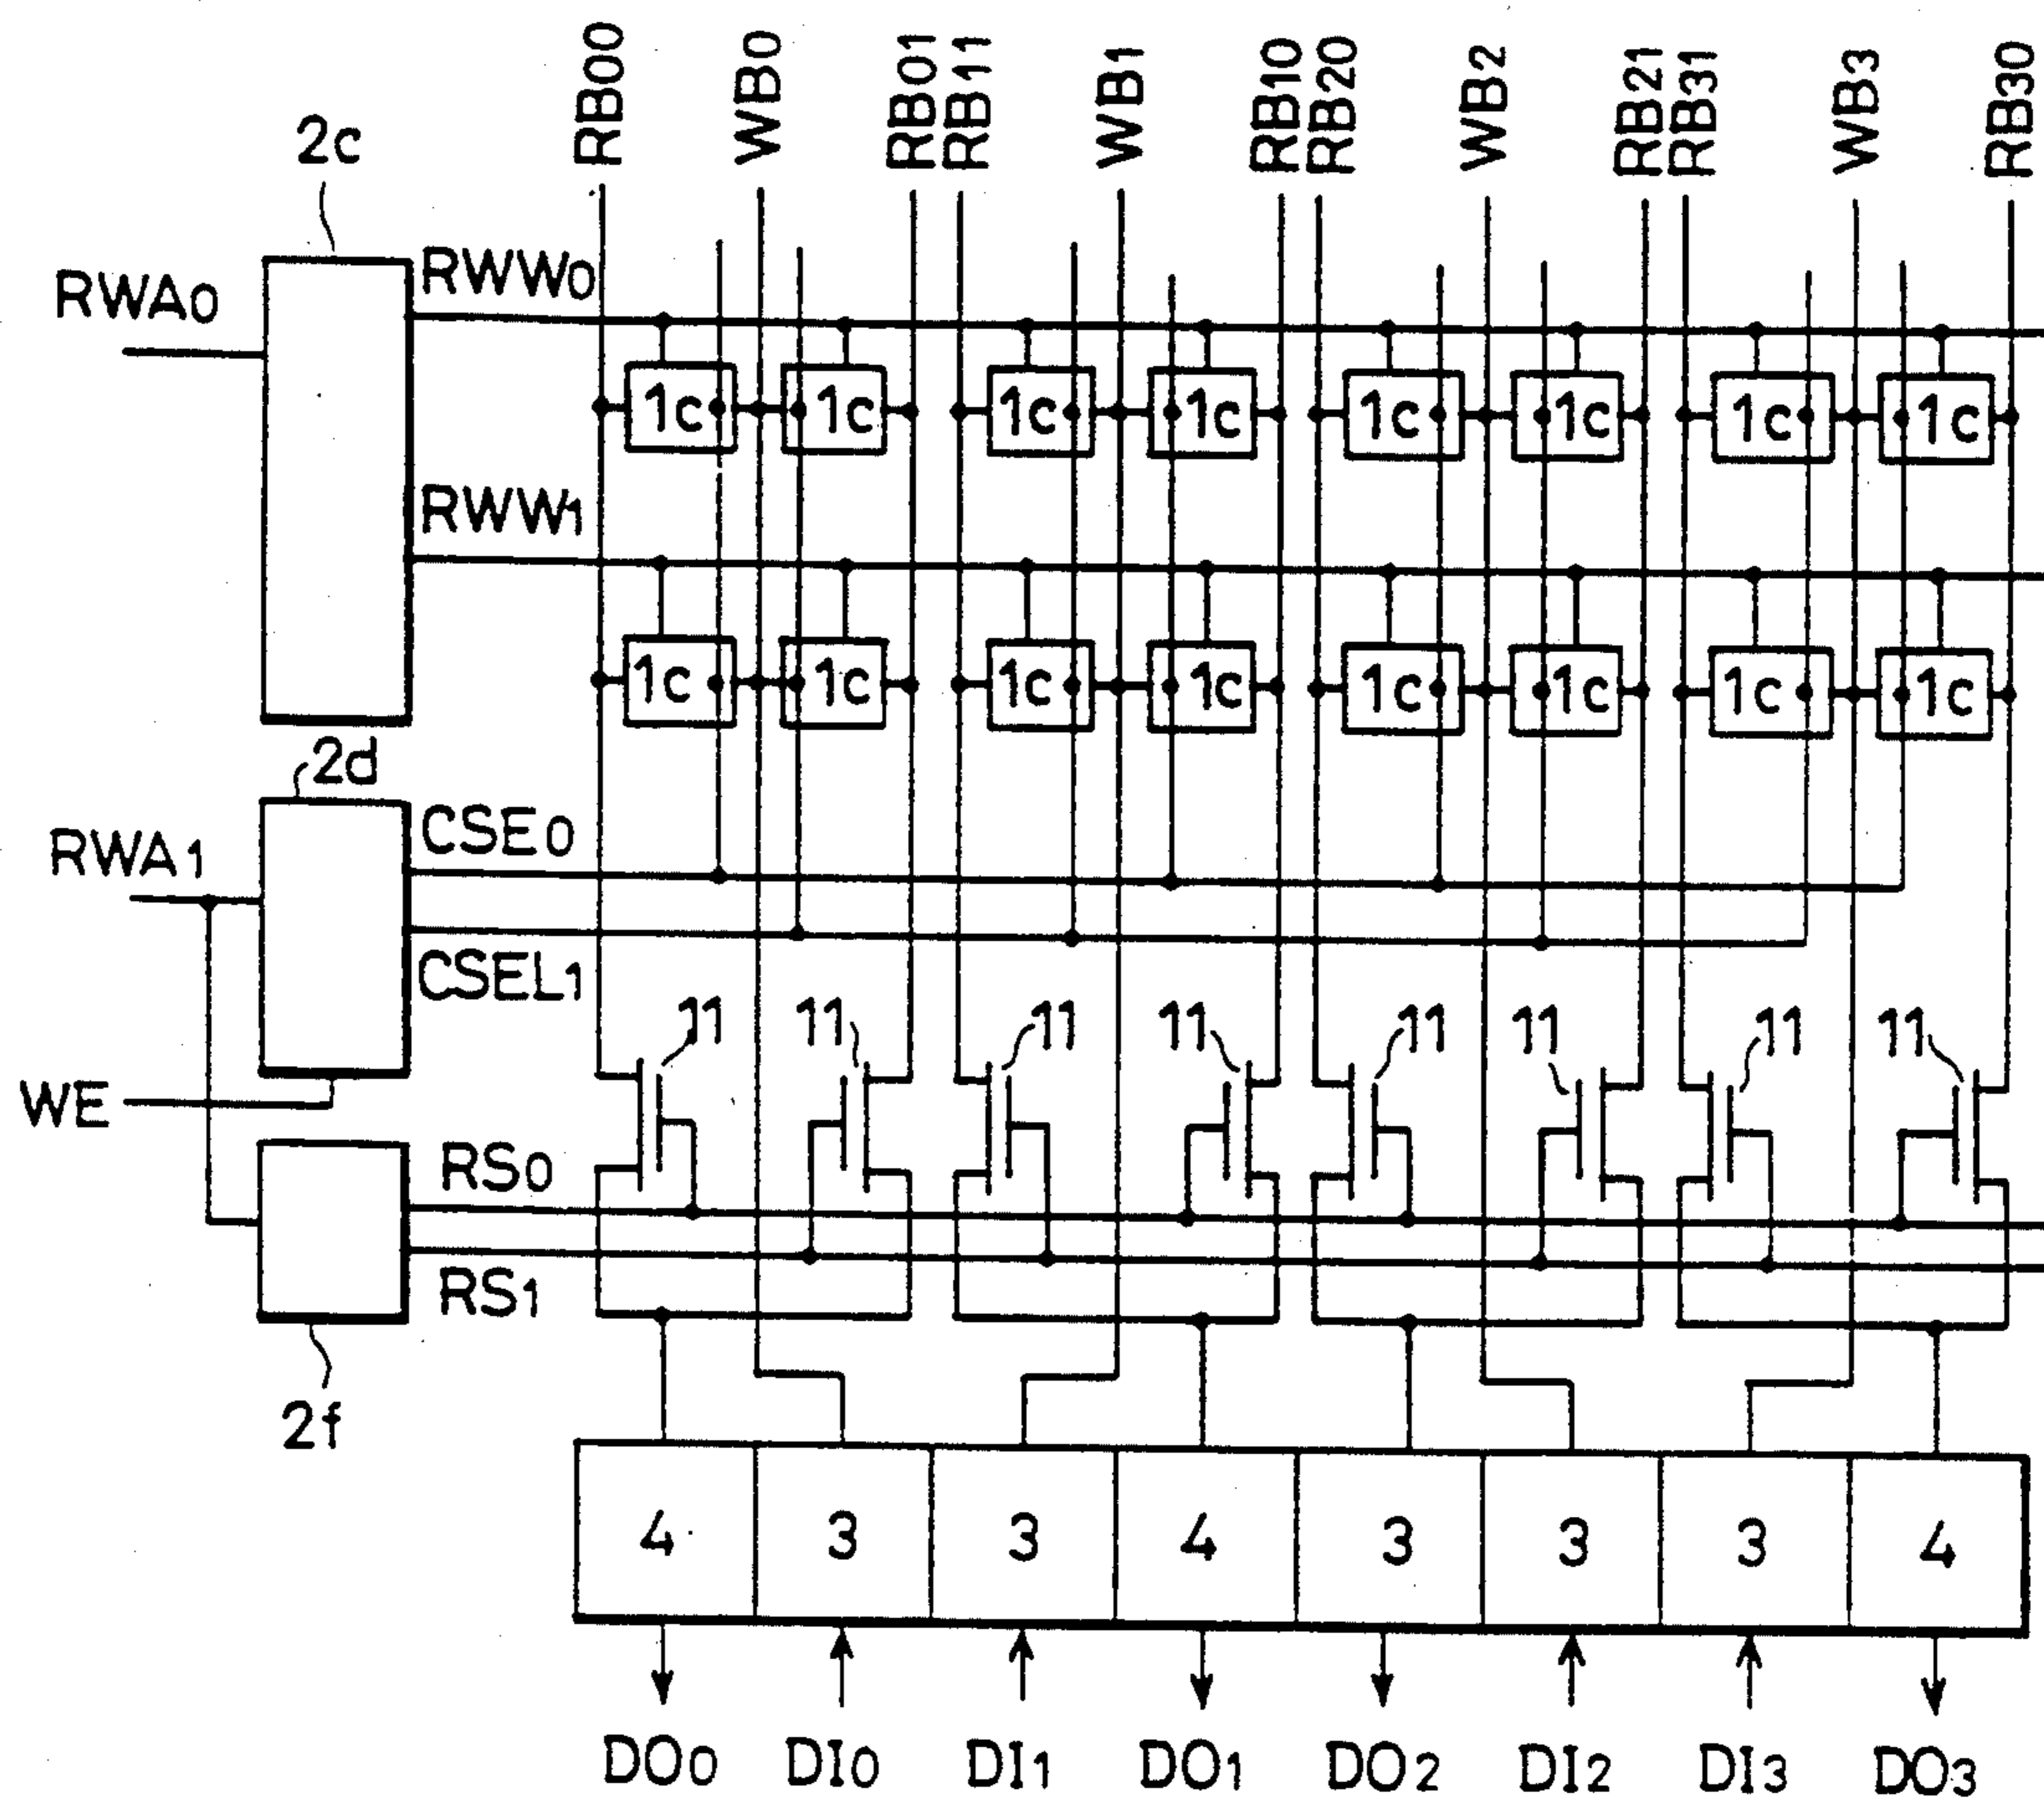 RB00 WB0 RB01 RB11 WB1 RB10 RB20 WB2 RB21 RB31 WB3 RB30
2c
RWA0
RWW0
1c 1c 1c 1c 1c 1c 1c 1c
RWW1
1c 1c 1c 1c 1c 1c 1c 1c
2d
RWA1
CSE0
CSEL1
11 11 11 11 11 11 11 11
WE
RS0
RS1
2f
4 3 3 4 3 3 3 4
DO0 DI0 DI1 DO1 DO2 DI2 DI3 DO3